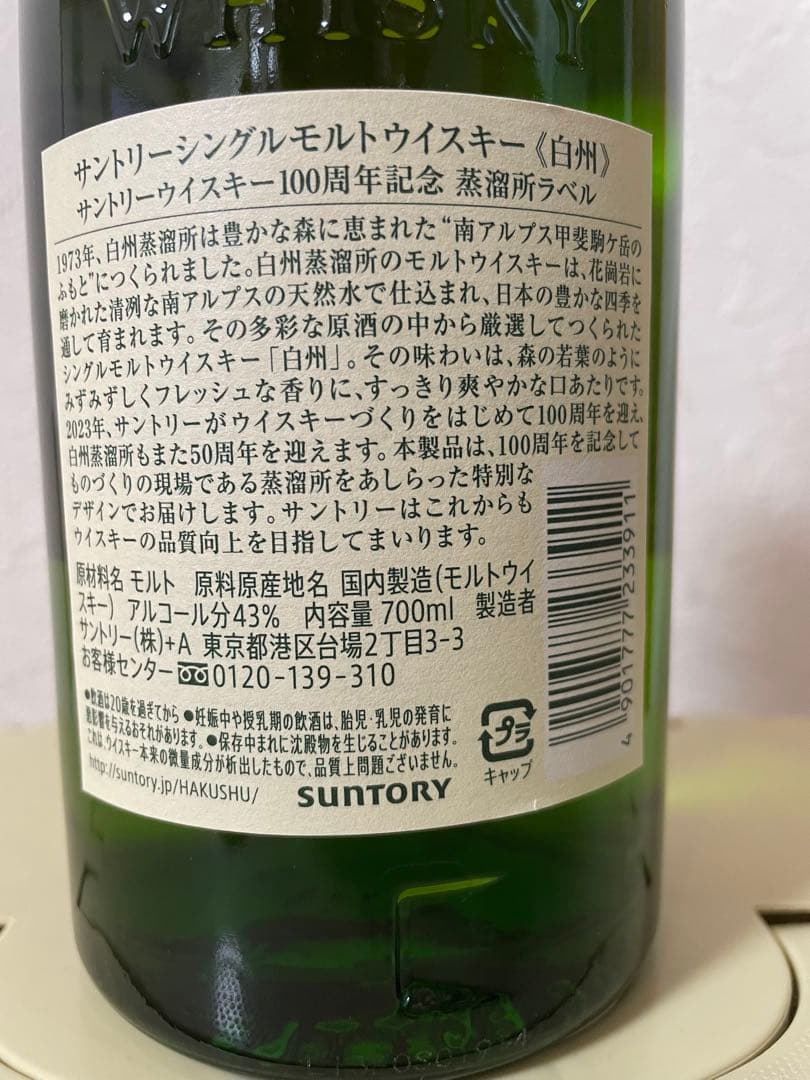 WHISKY
サントリーシングルモルトウイスキー《白州》
サントリーウイスキー100周年記念 蒸溜所ラベル
1973年、白州蒸溜所は豊かな森に恵まれた“南アルプス甲斐駒ケ岳の
ふもと”につくられました。白州蒸溜所のモルトウイスキーは、花崗岩に
磨かれた清冽な南アルプスの天然水で仕込まれ、日本の豊かな四季を
通して育まれます。その多彩な原酒の中から厳選してつくられた
シングルモルトウイスキー「白州」。その味わいは、森の若葉のように
みずみずしくフレッシュな香りに、すっきり爽やかな口あたりです。
2023年、サントリーがウイスキーづくりをはじめて100周年を迎え、
白州蒸溜所もまた50周年を迎えます。本製品は、100周年を記念して
ものづくりの現場である蒸溜所をあしらった特別な
デザインでお届けします。サントリーはこれからも
ウイスキーの品質向上を目指してまいります。
原材料名 モルト 原料原産地名 国内製造(モルトウイ
スキー) アルコール分43% 内容量 700ml 製造者
サントリー(株)+A 東京都港区台場2丁目3-3
お客様センター 0120-139-310
●飲酒は20歳を過ぎてから ●妊娠中や授乳期の飲酒は、胎児・乳児の発育に
悪影響を与えるおそれがあります。●保存中まれに沈殿物を生じることがあります。
これは、ウイスキー本来の微量成分が析出したもので、品質上問題ございません。
http://suntory.jp/HAKUSHU/ SUNTORY
プラ
キャップ
4 901777 233911